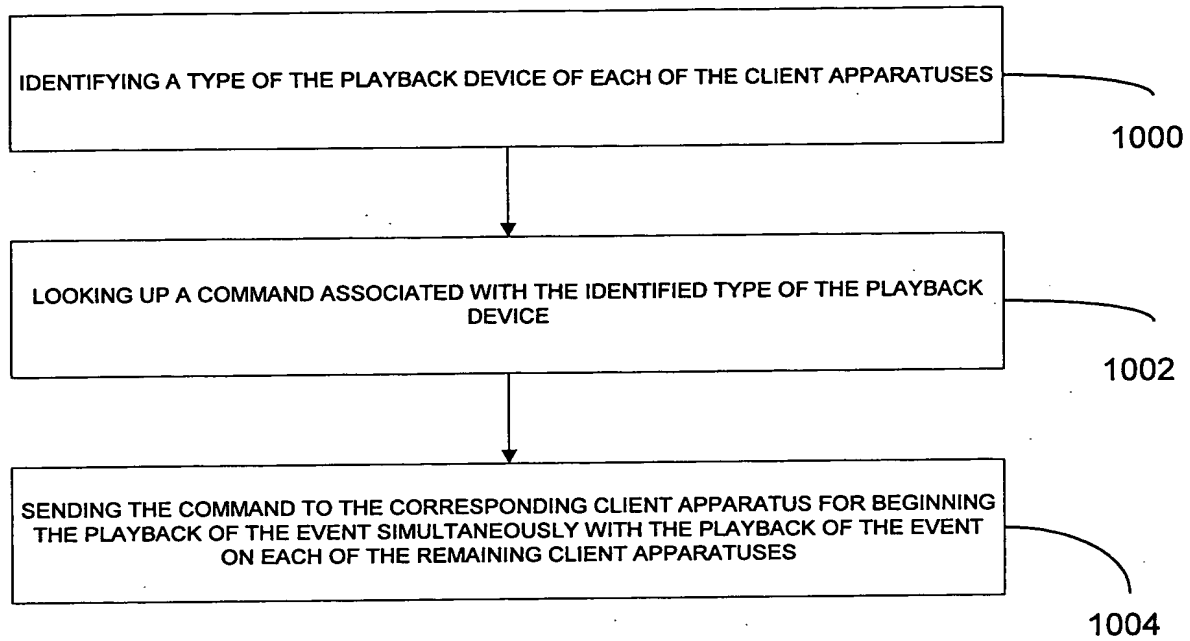 IDENTIFYING A TYPE OF THE PLAYBACK DEVICE OF EACH OF THE CLIENT APPARATUSES
1000
LOOKING UP A COMMAND ASSOCIATED WITH THE IDENTIFIED TYPE OF THE PLAYBACK
DEVICE
1002
SENDING THE COMMAND TO THE CORRESPONDING CLIENT APPARATUS FOR BEGINNING
THE PLAYBACK OF THE EVENT SIMULTANEOUSLY WITH THE PLAYBACK OF THE EVENT
ON EACH OF THE REMAINING CLIENT APPARATUSES
1004